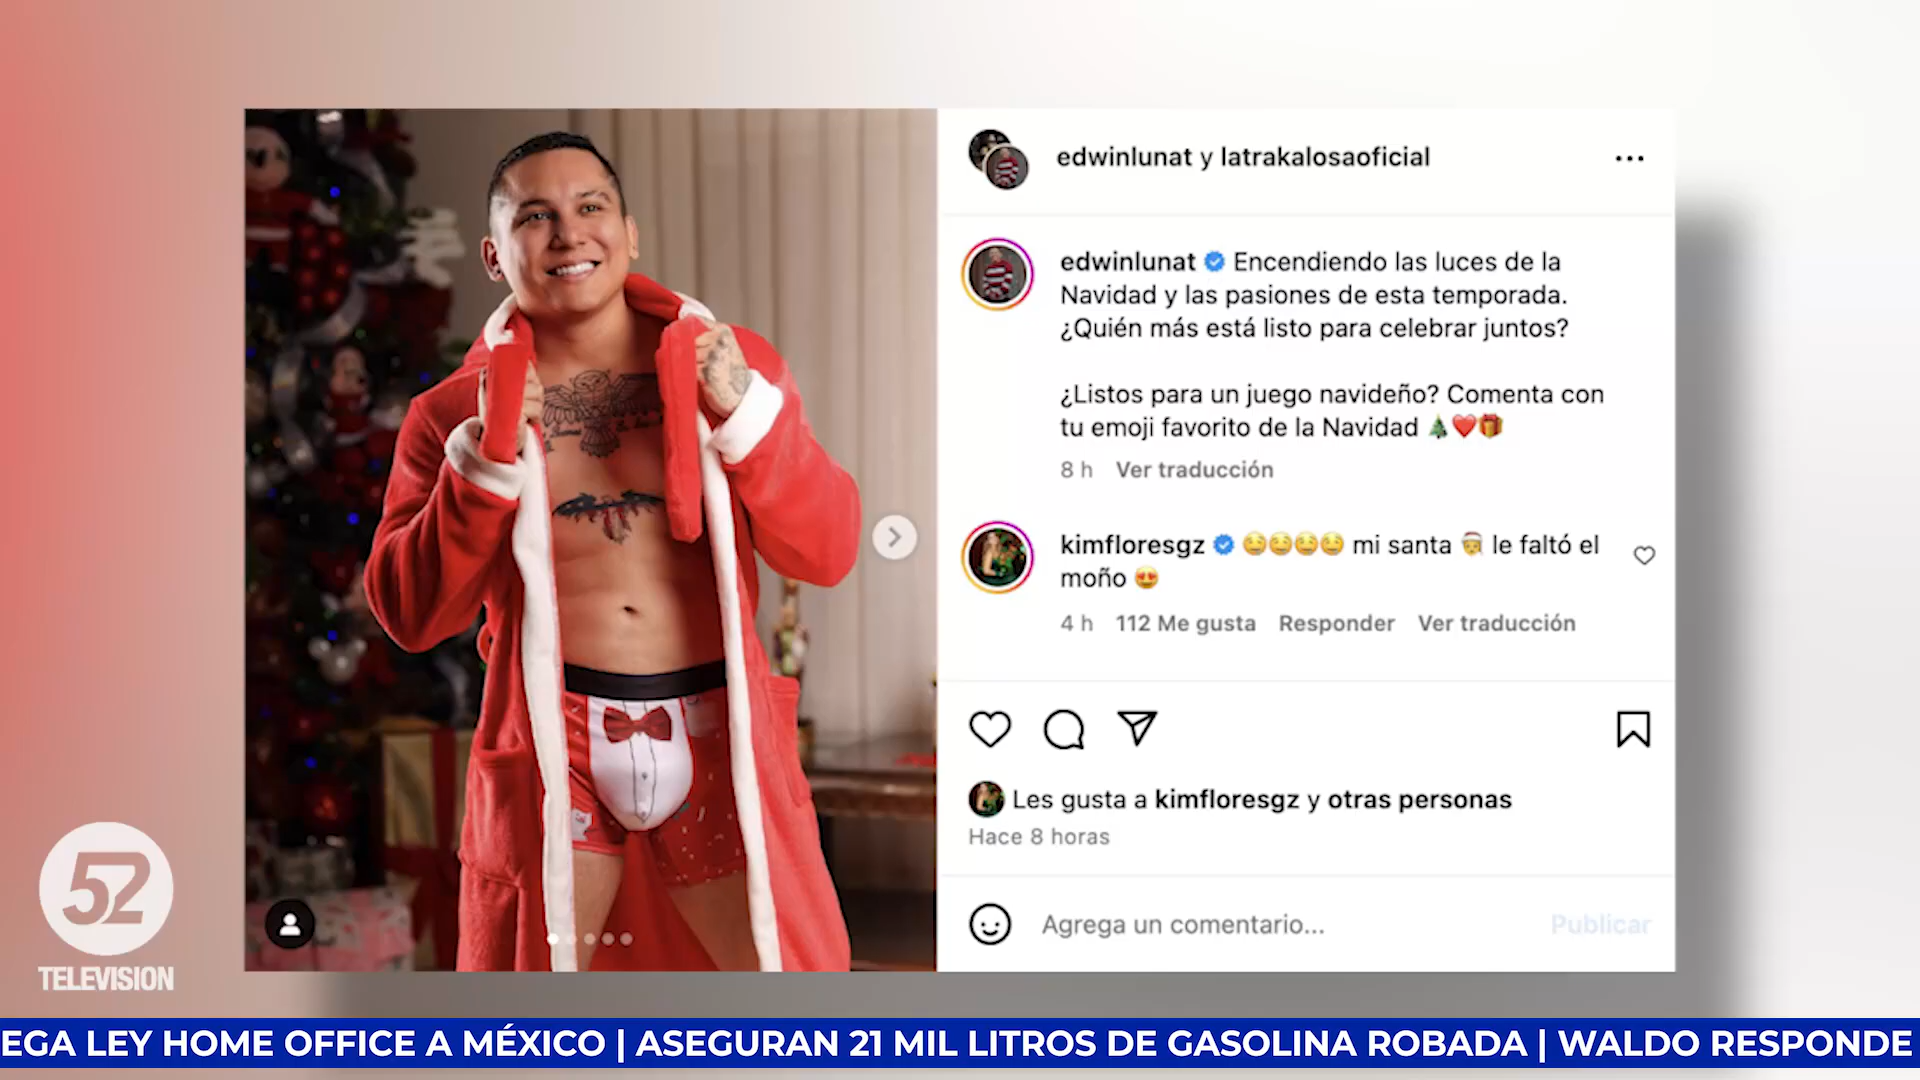 edwinlunat y latrakalosaoficial
edwinlunat Encendiendo las luces de la
Navidad y las pasiones de esta temporada.
¿Quién más está listo para celebrar juntos?
¿Listos para un juego navideño? Comenta con
tu emoji favorito de la Navidad 🎄❤️🎁
8 h Ver traducción
kimfloresgz 🤤🤤🤤🤤 mi santa 🎅 le faltó el
moño 😍
4 h 112 Me gusta Responder Ver traducción
Les gusta a kimfloresgz y otras personas
Hace 8 horas
Agrega un comentario... Publicar
52
TELEVISION
EGA LEY HOME OFFICE A MÉXICO | ASEGURAN 21 MIL LITROS DE GASOLINA ROBADA | WALDO RESPONDE